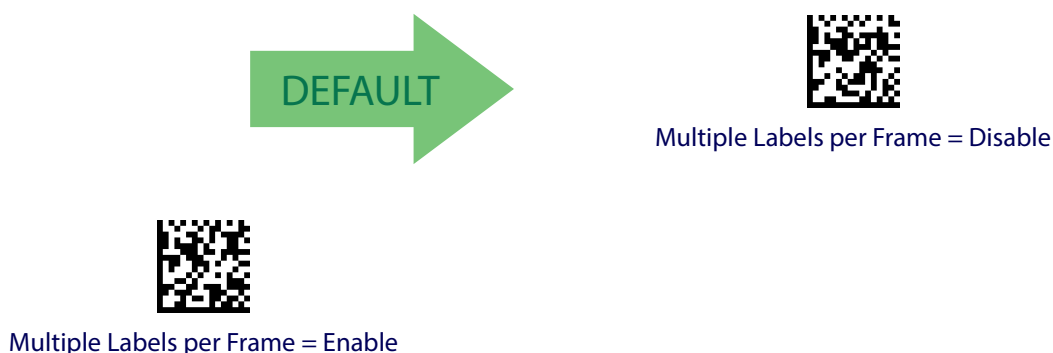 DEFAULT
Multiple Labels per Frame = Disable
Multiple Labels per Frame = Enable